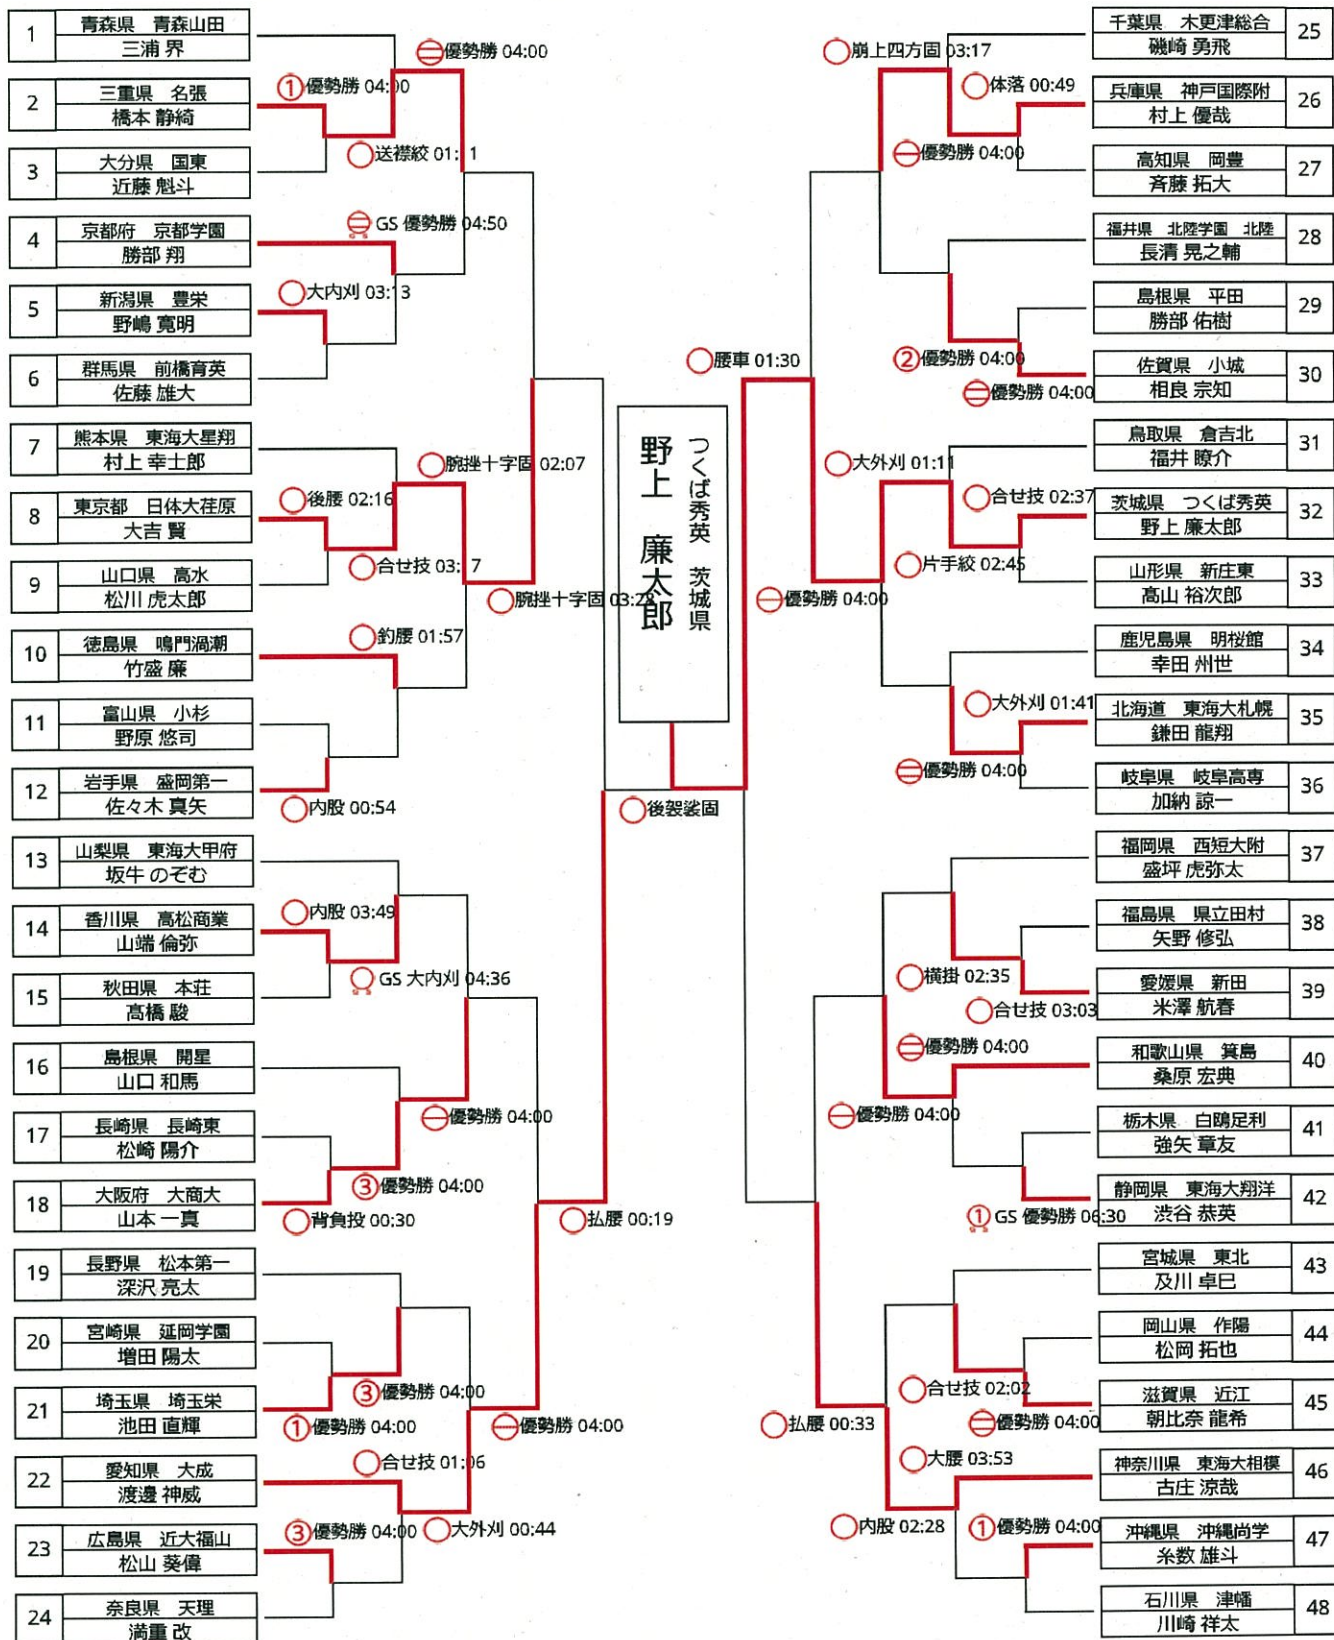 1
青森県 青森山田
三浦 界
2
三重県 名張
橋本 静綺
3
大分県 国東
近藤 魁斗
4
京都府 京都学園
勝部 翔
5
新潟県 豊栄
野嶋 寛明
6
群馬県 前橋育英
佐藤 雄大
7
熊本県 東海大星翔
村上 幸士郎
8
東京都 日体大荏原
大吉 賢
9
山口県 高水
松川 虎太郎
10
徳島県 鳴門渦潮
竹盛 廉
11
富山県 小杉
野原 悠司
12
岩手県 盛岡第一
佐々木 真矢
13
山梨県 東海大甲府
坂牛 のぞむ
14
香川県 高松商業
山端 倫弥
15
秋田県 本荘
髙橋 駿
16
島根県 開星
山口 和馬
17
長崎県 長崎東
松崎 陽介
18
大阪府 大商大
山本 一真
19
長野県 松本第一
深沢 亮太
20
宮崎県 延岡学園
増田 陽太
21
埼玉県 埼玉栄
池田 直輝
22
愛知県 大成
渡邊 神威
23
広島県 近大福山
松山 葵偉
24
奈良県 天理
満重 改
優勢勝 04:00
① 優勢勝 04:00
送襟絞 01:
GS 優勢勝 04:50
大内刈 03:13
腕挫十字固 02:07
後腰 02:16
合せ技 03:
腕挫十字固 03:
釣腰 01:57
内股 00:54
内股 03:49
GS 大内刈 04:36
優勢勝 04:00
③優勢勝 04:00
背負投 00:30
払腰 00:19
③優勢勝 04:00
①優勢勝 04:00
優勢勝 04:00
合せ技 01:06
③優勢勝 04:00
大外刈 00:44
つくば秀英 茨城県
野上 廉太郎
後袈裟固
崩上四方固 03:17
体落 00:49
優勢勝 04:00
腰車 01:30
②優勢勝 04:00
優勢勝 04:00
大外刈 01:11
合せ技 02:37
片手絞 02:45
優勢勝 04:00
大外刈 01:41
優勢勝 04:00
横掛 02:35
合せ技 03:03
優勢勝 04:00
優勢勝 04:00
① GS 優勢勝 06:30
合せ技 02:02
優勢勝 04:00
払腰 00:33
大腰 03:53
内股 02:28
①優勢勝 04:00
千葉県 木更津総合
磯崎 勇飛
25
兵庫県 神戸国際附
村上 優哉
26
高知県 岡豊
斉藤 拓大
27
福井県 北陸学園 北陸
長清 晃之輔
28
島根県 平田
勝部 佑樹
29
佐賀県 小城
相良 宗知
30
鳥取県 倉吉北
福井 瞭介
31
茨城県 つくば秀英
野上 廉太郎
32
山形県 新庄東
髙山 裕次郎
33
鹿児島県 明桜館
幸田 州世
34
北海道 東海大札幌
鎌田 龍翔
35
岐阜県 岐阜高専
加納 諒一
36
福岡県 西短大附
盛坪 虎弥太
37
福島県 県立田村
矢野 修弘
38
愛媛県 新田
米澤 航春
39
和歌山県 箕島
桑原 宏典
40
栃木県 白鴎足利
強矢 章友
41
静岡県 東海大翔洋
渋谷 恭英
42
宮城県 東北
及川 卓巳
43
岡山県 作陽
松岡 拓也
44
滋賀県 近江
朝比奈 龍希
45
神奈川県 東海大相模
古庄 涼哉
46
沖縄県 沖縄尚学
糸数 雄斗
47
石川県 津幡
川崎 祥太
48